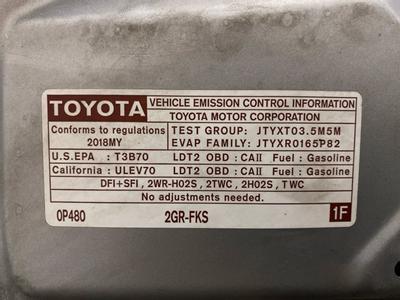 TOYOTA VEHICLE EMISSION CONTROL INFORMATION
TOYOTA MOTOR CORPORATION
Conforms to regulations TEST GROUP: JTYXT03.5M5M
2018MY EVAP FAMILY: JTYXR0165P82
U.S.EPA : T3B70 LDT2 OBD : CAII Fuel : Gasoline
California : ULEV70 LDT2 OBD : CAII Fuel : Gasoline
DFI+SFI , 2WR-H02S , 2TWC , 2H02S , TWC
No adjustments needed.
0P480 2GR-FKS 1F